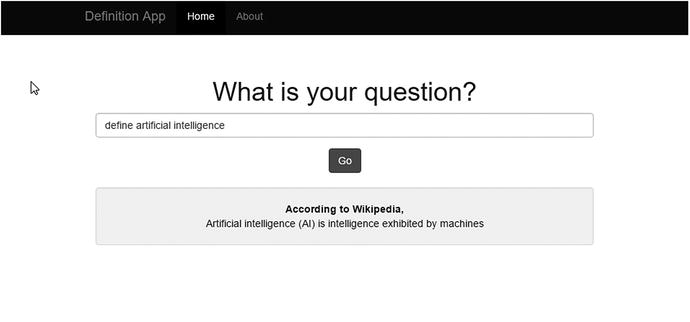 Definition App Home About
What is your question?
define artificial intelligence
Go
According to Wikipedia,
Artificial intelligence (AI) is intelligence exhibited by machines